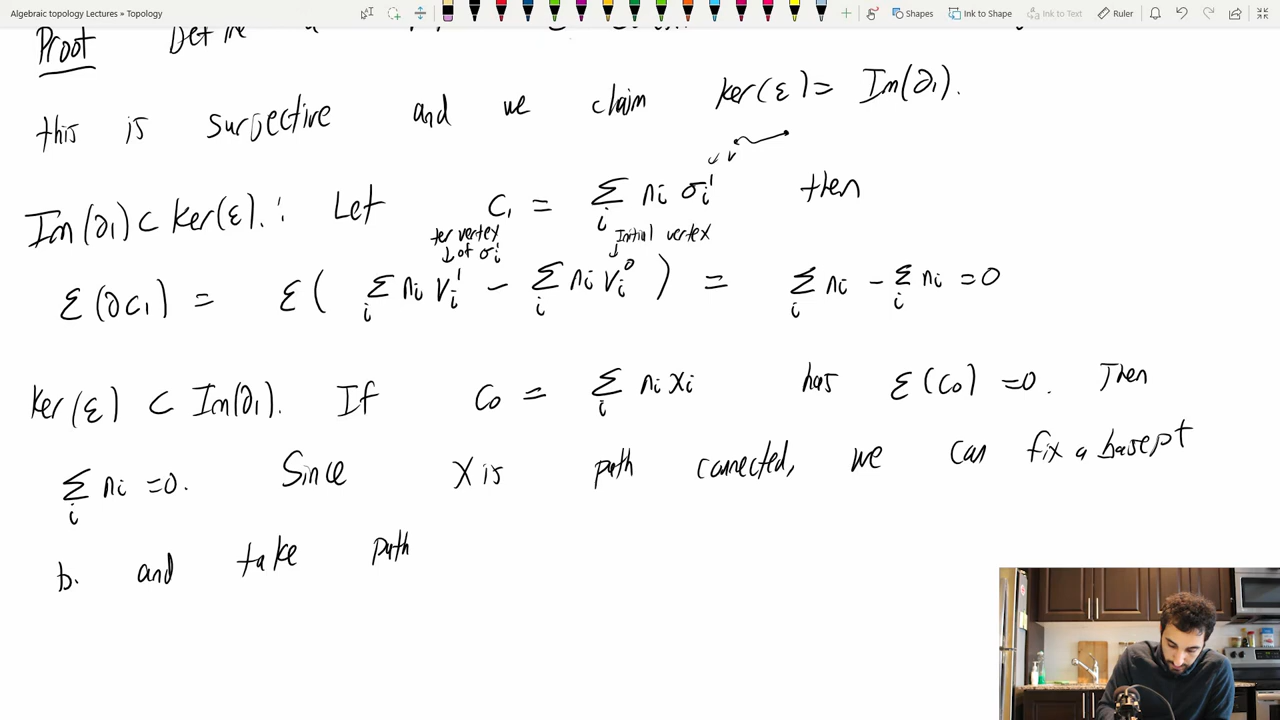 Algebraic topology Lectures » Topology
Shapes Ink to Shape Ink to Text Ruler
Proof Define a
this is surjective and we claim Ker(ε) = Im(∂₁).
Im(∂₁) ⊂ Ker(ε).: Let C₁ = Σᵢ nᵢ σᵢ¹ then
ter vertex of σᵢ¹ Initial vertex
ε(∂C₁) = ε( Σᵢ nᵢ vᵢ¹ − Σᵢ nᵢ vᵢ⁰ ) = Σᵢ nᵢ − Σᵢ nᵢ = 0
Ker(ε) ⊂ Im(∂₁). If C₀ = Σᵢ nᵢ xᵢ has ε(C₀) = 0. Then
Σᵢ nᵢ = 0. Since X is path connected, we can fix a basept
b. and take path